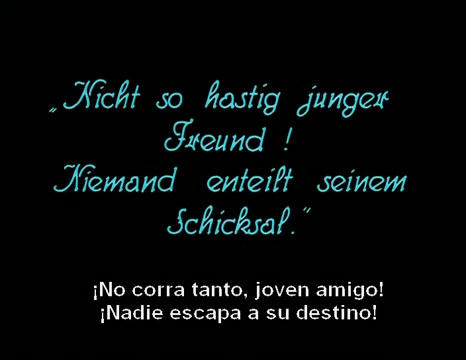 „Nicht so hastig junger
Freund !
Niemand enteilt seinem
Schicksal."
¡No corra tanto, joven amigo!
¡Nadie escapa a su destino!